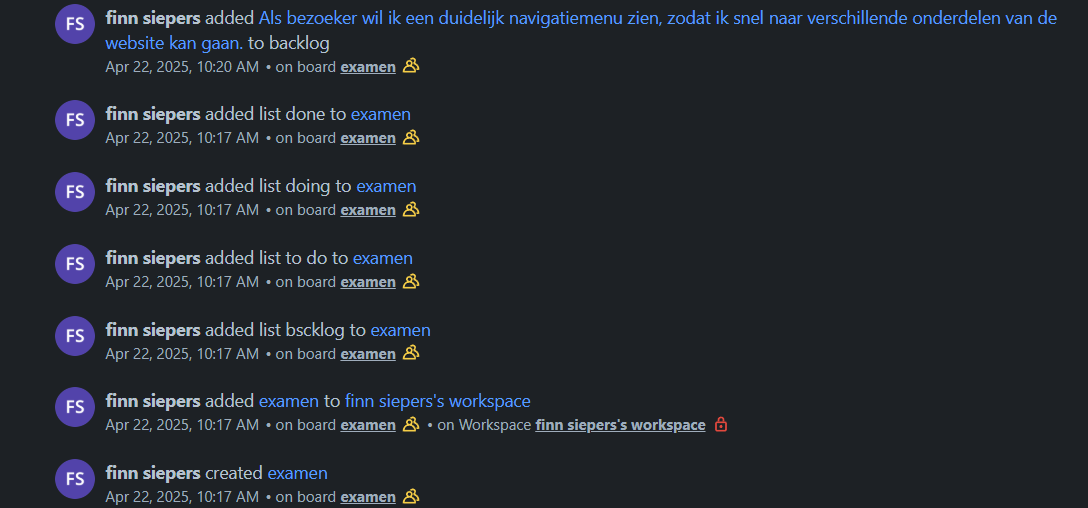 FS
finn siepers added Als bezoeker wil ik een duidelijk navigatiemenu zien, zodat ik snel naar verschillende onderdelen van de
website kan gaan. to backlog
Apr 22, 2025, 10:20 AM • on board examen
FS
finn siepers added list done to examen
Apr 22, 2025, 10:17 AM • on board examen
FS
finn siepers added list doing to examen
Apr 22, 2025, 10:17 AM • on board examen
FS
finn siepers added list to do to examen
Apr 22, 2025, 10:17 AM • on board examen
FS
finn siepers added list bscklog to examen
Apr 22, 2025, 10:17 AM • on board examen
FS
finn siepers added examen to finn siepers's workspace
Apr 22, 2025, 10:17 AM • on board examen • on Workspace finn siepers's workspace
FS
finn siepers created examen
Apr 22, 2025, 10:17 AM • on board examen